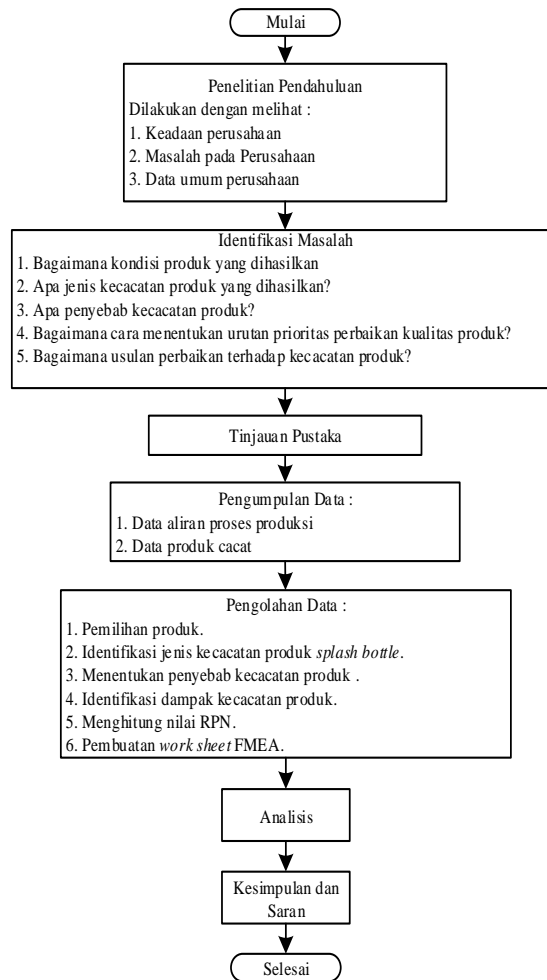 Mulai
Penelitian Pendahuluan
Dilakukan dengan melihat :
1. Keadaan perusahaan
2. Masalah pada Perusahaan
3. Data umum perusahaan
Identifikasi Masalah
1. Bagaimana kondisi produk yang dihasilkan
2. Apa jenis kecacatan produk yang dihasilkan?
3. Apa penyebab kecacatan produk?
4. Bagaimana cara menentukan urutan prioritas perbaikan kualitas produk?
5. Bagaimana usulan perbaikan terhadap kecacatan produk?
Tinjauan Pustaka
Pengumpulan Data :
1. Data aliran proses produksi
2. Data produk cacat
Pengolahan Data :
1. Pemilihan produk.
2. Identifikasi jenis kecacatan produk splash bottle.
3. Menentukan penyebab kecacatan produk .
4. Identifikasi dampak kecacatan produk.
5. Menghitung nilai RPN.
6. Pembuatan work sheet FMEA.
Analisis
Kesimpulan dan
Saran
Selesai